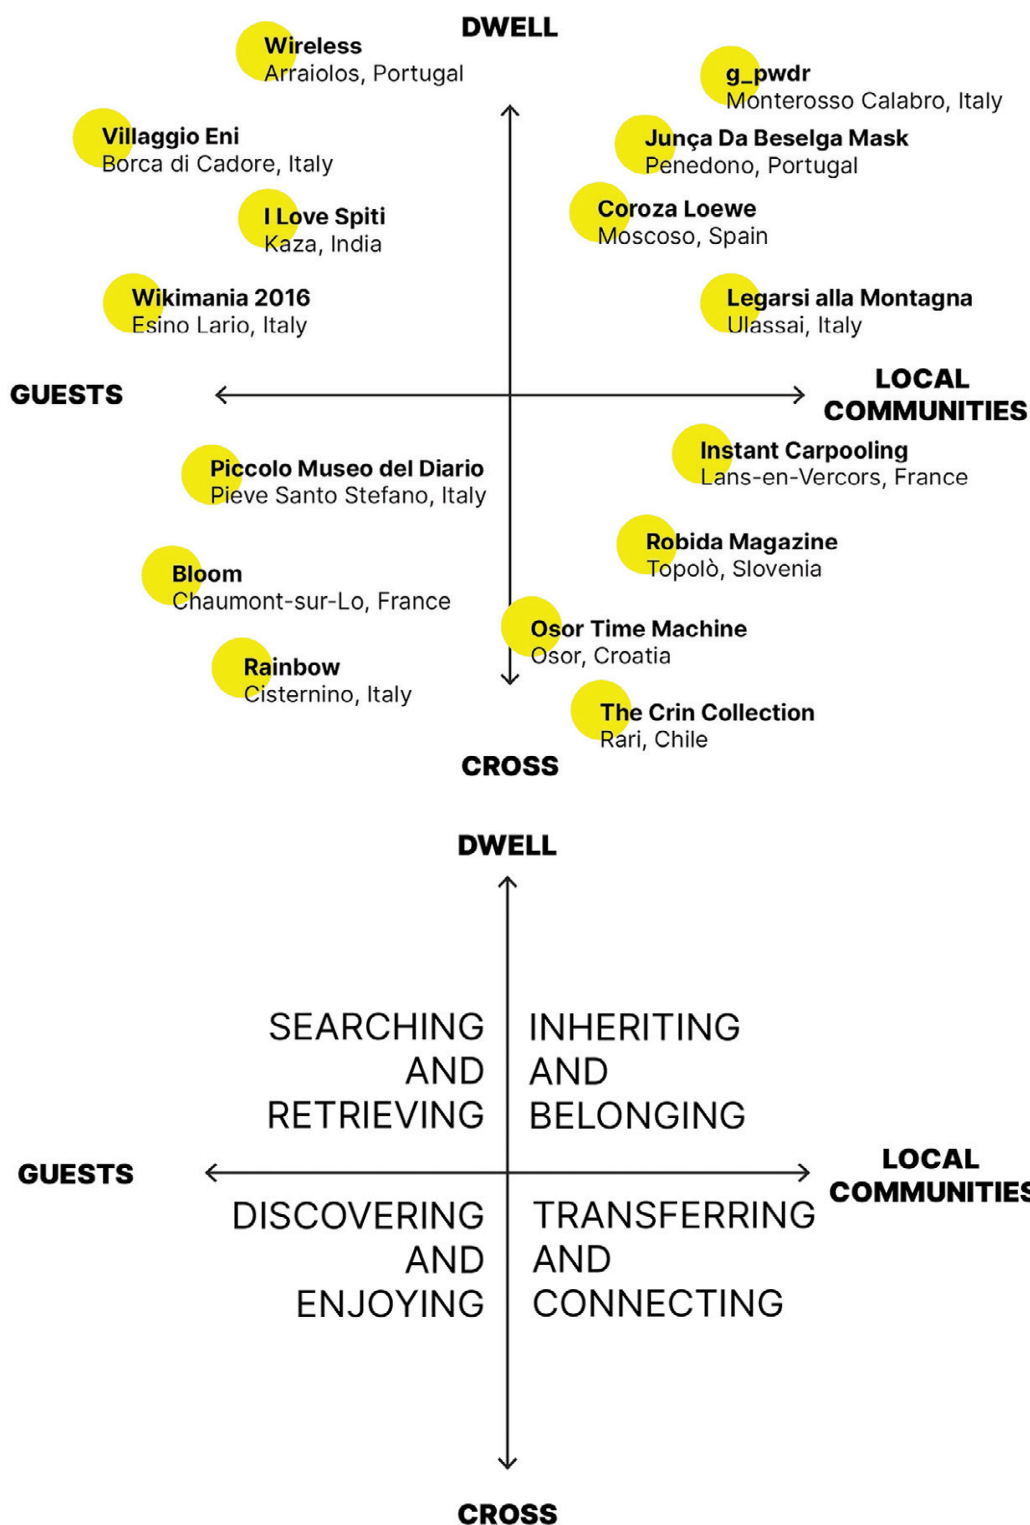 DWELL
Wireless
Arraiolos, Portugal
g_pwdr
Monterosso Calabro, Italy
Villaggio Eni
Borca di Cadore, Italy
Junça Da Beselga Mask
Penedono, Portugal
I Love Spiti
Kaza, India
Coroza Loewe
Moscoso, Spain
Wikimania 2016
Esino Lario, Italy
Legarsi alla Montagna
Ulassai, Italy
GUESTS
LOCAL
COMMUNITIES
Piccolo Museo del Diario
Pieve Santo Stefano, Italy
Instant Carpooling
Lans-en-Vercors, France
Bloom
Chaumont-sur-Lo, France
Robida Magazine
Topolò, Slovenia
Rainbow
Cisternino, Italy
Osor Time Machine
Osor, Croatia
The Crin Collection
Rari, Chile
CROSS
DWELL
SEARCHING
AND
RETRIEVING
INHERITING
AND
BELONGING
GUESTS
LOCAL
COMMUNITIES
DISCOVERING
AND
ENJOYING
TRANSFERRING
AND
CONNECTING
CROSS